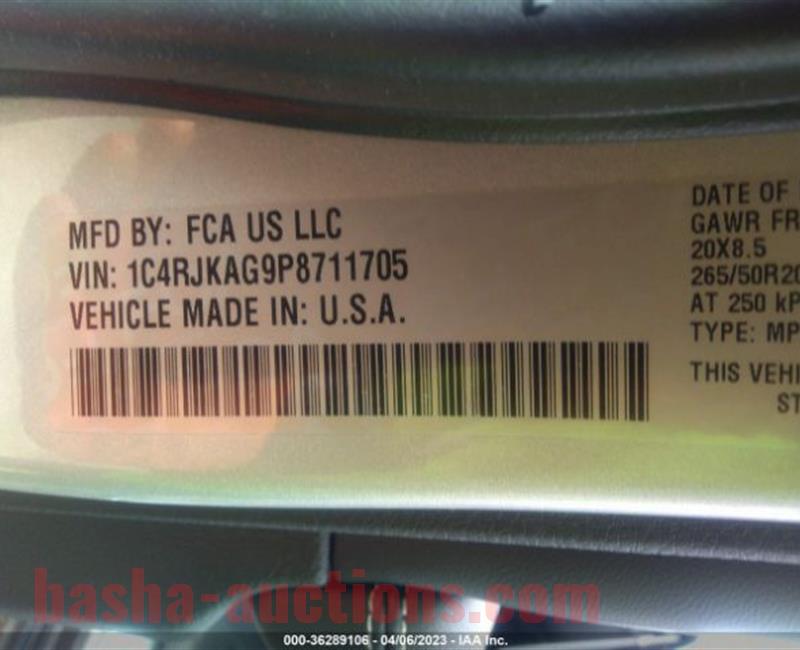 MFD BY: FCA US LLC
VIN: 1C4RJKAG9P8711705
VEHICLE MADE IN: U.S.A.
DATE OF
GAWR FR
20X8.5
265/50R20
AT 250 kP
TYPE: MP
THIS VEHI
ST
basha-auctions.com
000-36289106 - 04/06/2023 - IAA Inc.